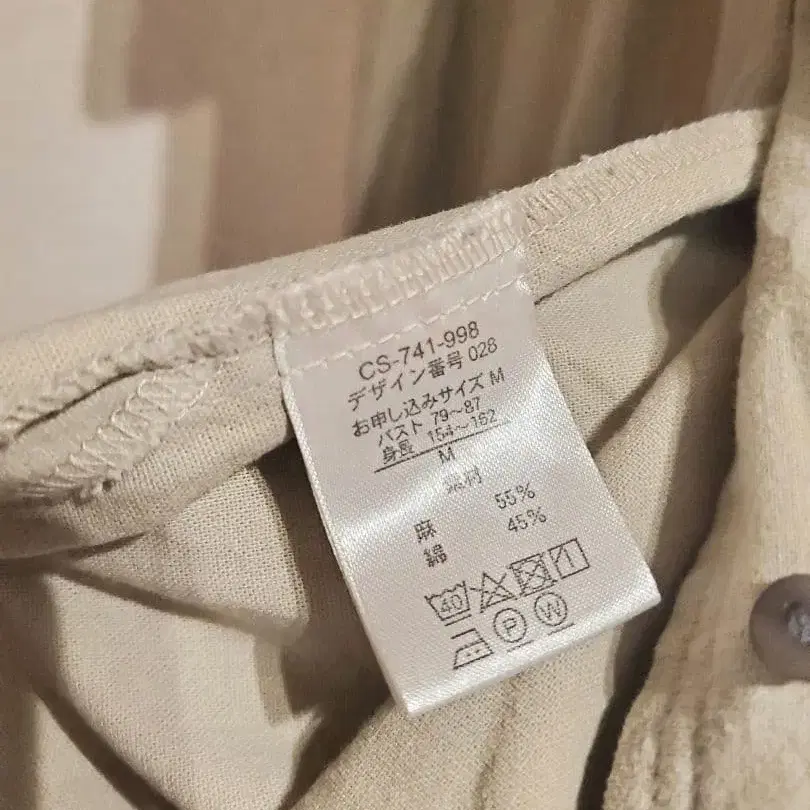 CS-741-998
デザイン番号 028
お申し込みサイズ M
バスト 79～87
身長 154～162
M
素材
麻 55%
綿 45%
40
P W